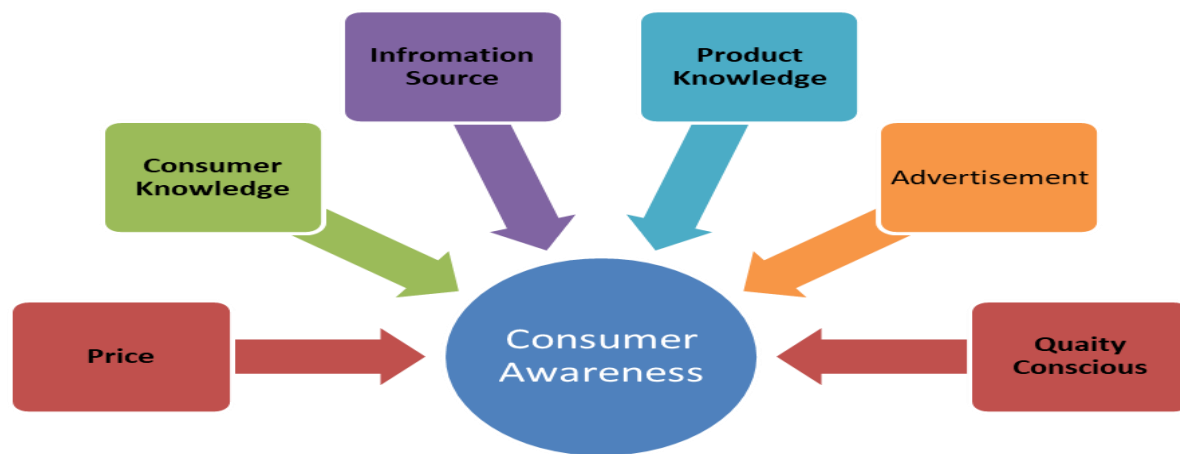 Infromation
Source
Product
Knowledge
Consumer
Knowledge
Advertisement
Price
Consumer
Awareness
Quaity
Conscious